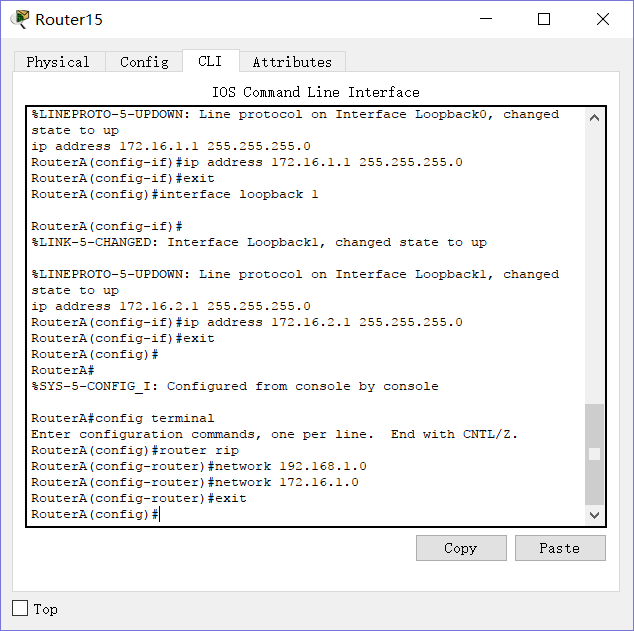 Router15
Physical Config CLI Attributes
IOS Command Line Interface
%LINEPROTO-5-UPDOWN: Line protocol on Interface Loopback0, changed
state to up
ip address 172.16.1.1 255.255.255.0
RouterA(config-if)#ip address 172.16.1.1 255.255.255.0
RouterA(config-if)#exit
RouterA(config)#interface loopback 1
RouterA(config-if)#
%LINK-5-CHANGED: Interface Loopback1, changed state to up
%LINEPROTO-5-UPDOWN: Line protocol on Interface Loopback1, changed
state to up
ip address 172.16.2.1 255.255.255.0
RouterA(config-if)#ip address 172.16.2.1 255.255.255.0
RouterA(config-if)#exit
RouterA(config)#
RouterA#
%SYS-5-CONFIG_I: Configured from console by console
RouterA#config terminal
Enter configuration commands, one per line.  End with CNTL/Z.
RouterA(config)#router rip
RouterA(config-router)#network 192.168.1.0
RouterA(config-router)#network 172.16.1.0
RouterA(config-router)#exit
RouterA(config)#
Copy Paste
Top